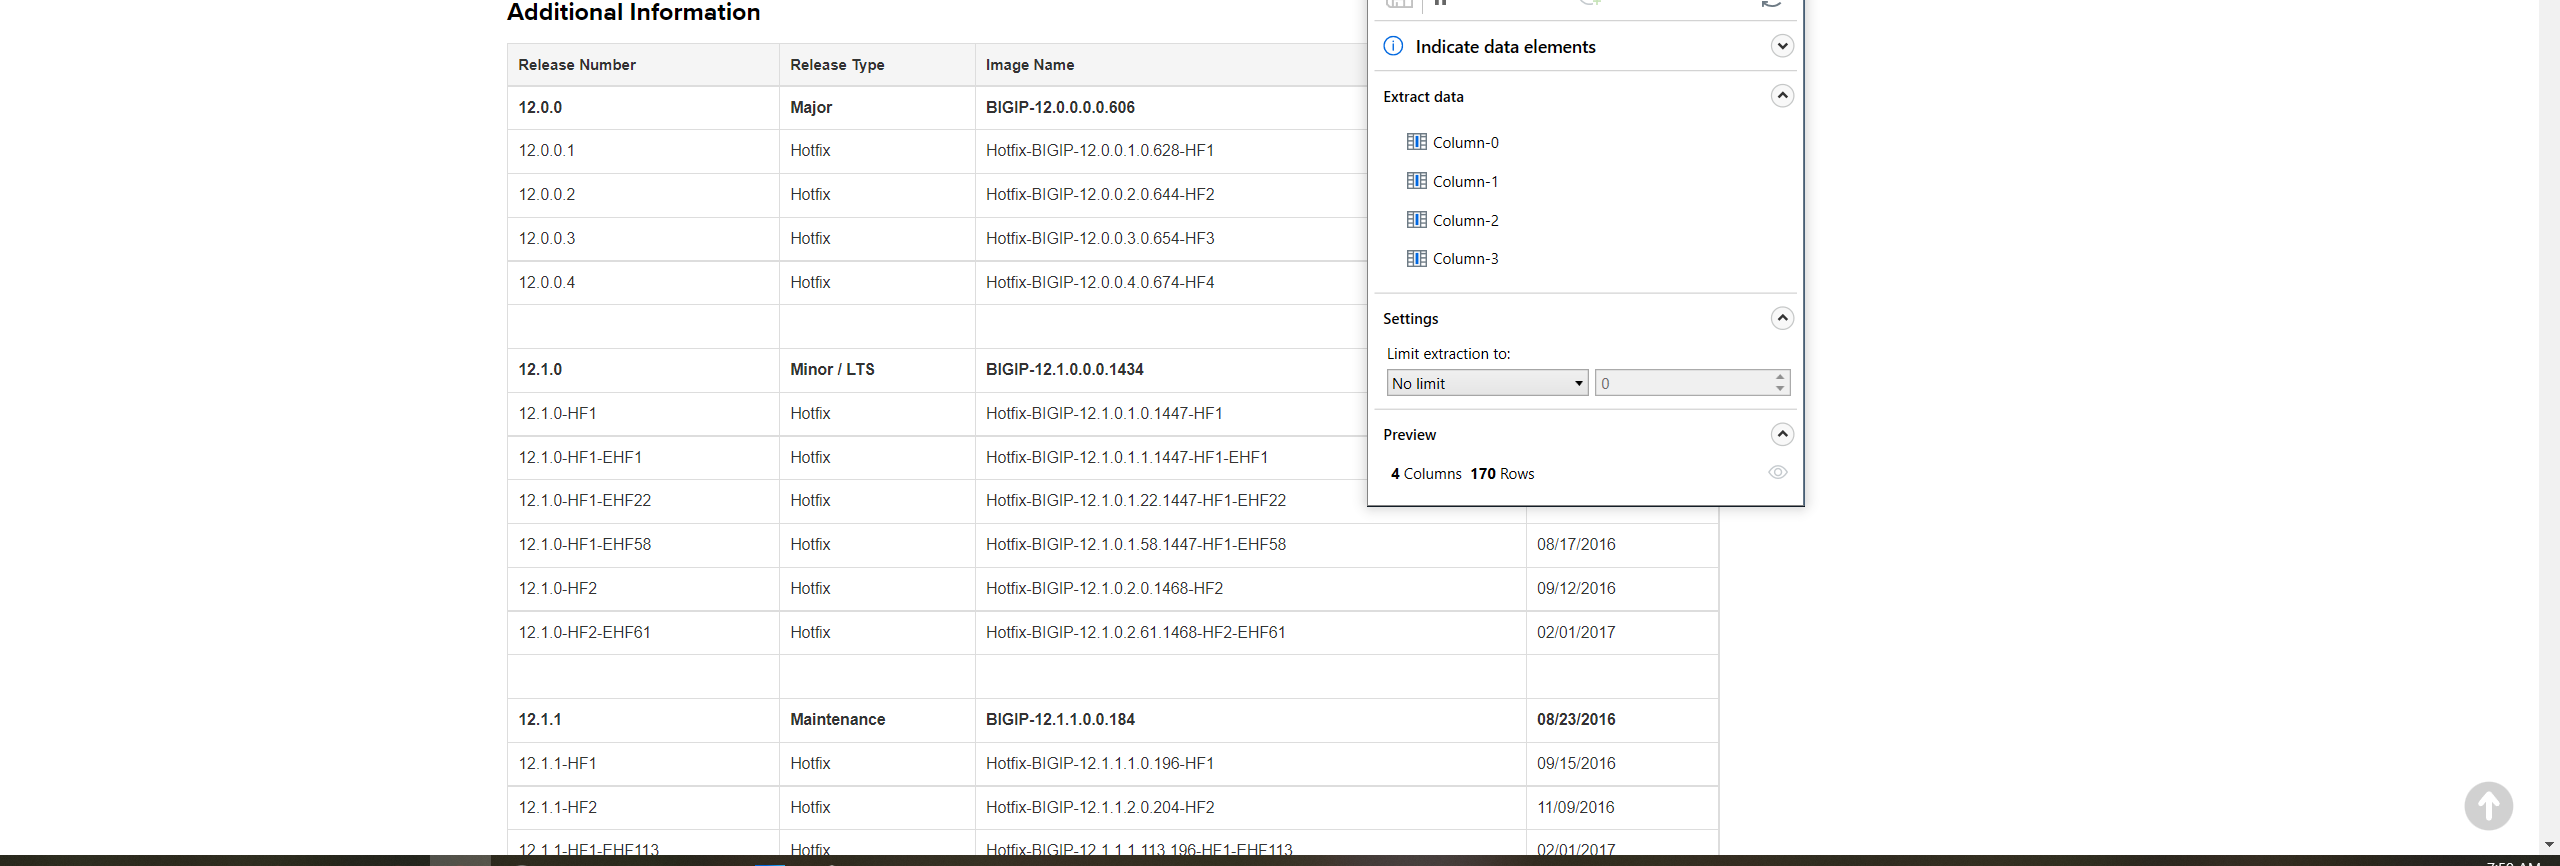 Additional Information
Release Number Release Type Image Name
12.0.0 Major BIGIP-12.0.0.0.0.606
12.0.0.1 Hotfix Hotfix-BIGIP-12.0.0.1.0.628-HF1
12.0.0.2 Hotfix Hotfix-BIGIP-12.0.0.2.0.644-HF2
12.0.0.3 Hotfix Hotfix-BIGIP-12.0.0.3.0.654-HF3
12.0.0.4 Hotfix Hotfix-BIGIP-12.0.0.4.0.674-HF4
12.1.0 Minor / LTS BIGIP-12.1.0.0.0.1434
12.1.0-HF1 Hotfix Hotfix-BIGIP-12.1.0.1.0.1447-HF1
12.1.0-HF1-EHF1 Hotfix Hotfix-BIGIP-12.1.0.1.1.1447-HF1-EHF1
12.1.0-HF1-EHF22 Hotfix Hotfix-BIGIP-12.1.0.1.22.1447-HF1-EHF22
12.1.0-HF1-EHF58 Hotfix Hotfix-BIGIP-12.1.0.1.58.1447-HF1-EHF58 08/17/2016
12.1.0-HF2 Hotfix Hotfix-BIGIP-12.1.0.2.0.1468-HF2 09/12/2016
12.1.0-HF2-EHF61 Hotfix Hotfix-BIGIP-12.1.0.2.61.1468-HF2-EHF61 02/01/2017
12.1.1 Maintenance BIGIP-12.1.1.0.0.184 08/23/2016
12.1.1-HF1 Hotfix Hotfix-BIGIP-12.1.1.1.0.196-HF1 09/15/2016
12.1.1-HF2 Hotfix Hotfix-BIGIP-12.1.1.2.0.204-HF2 11/09/2016
12.1.1-HF1-EHF113 Hotfix Hotfix-BIGIP-12.1.1.1.113.196-HF1-EHF113 02/01/2017
Indicate data elements
Extract data
Column-0
Column-1
Column-2
Column-3
Settings
Limit extraction to:
No limit 0
Preview
4 Columns 170 Rows